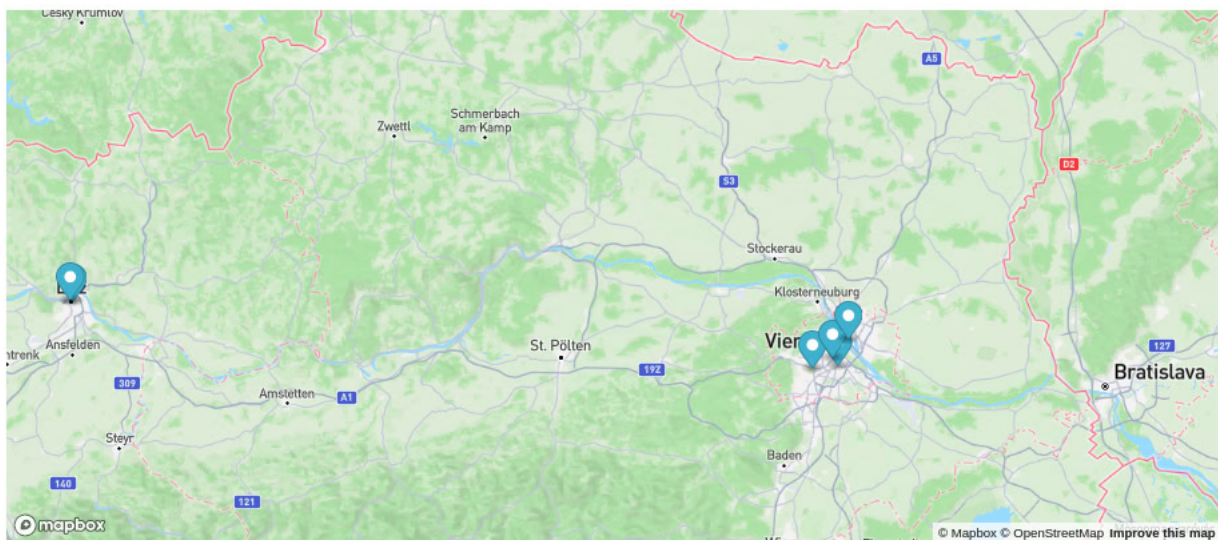 Český Krumlov
A5
Schmerbach
am Kamp
Zwettl
D2
S3
Stockerau
Klosterneuburg
Ansfelden
St. Pölten
127
19Z
Bratislava
309
Amstetten
A1
Steyr
Baden
140
121
mapbox
© Mapbox © OpenStreetMap Improve this map